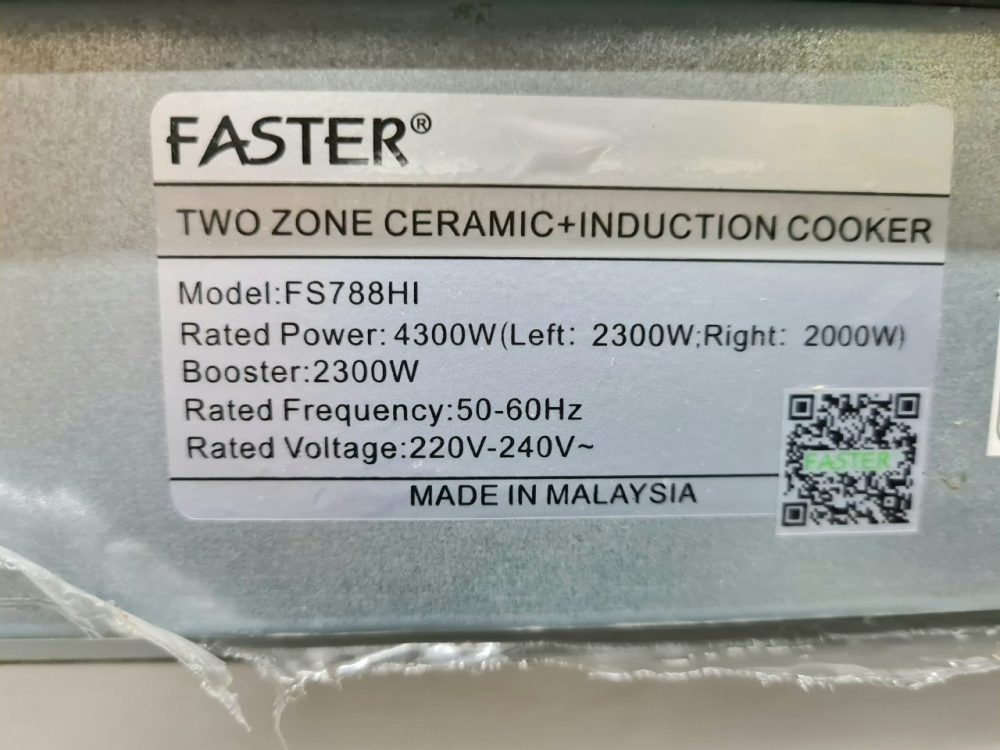 FASTER®
TWO ZONE CERAMIC+INDUCTION COOKER
Model:FS788HI
Rated Power: 4300W(Left: 2300W;Right: 2000W)
Booster:2300W
Rated Frequency:50-60Hz
Rated Voltage:220V-240V~
FASTER
MADE IN MALAYSIA